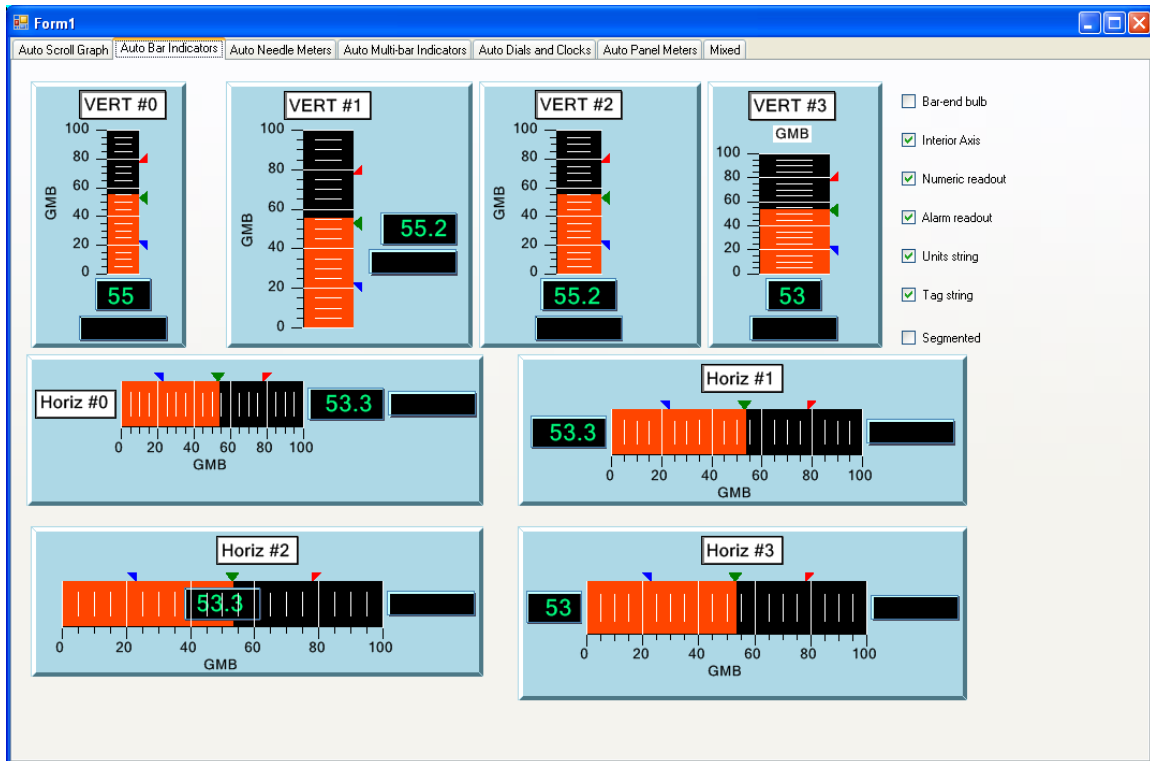 Form1
Auto Scroll Graph Auto Bar Indicators Auto Needle Meters Auto Multi-bar Indicators Auto Dials and Clocks Auto Panel Meters Mixed
VERT #0
100
80
60
40
20
0
GMB
55
VERT #1
100
80
60
40
20
0
GMB
55.2
VERT #2
100
80
60
40
20
0
GMB
55.2
VERT #3
GMB
100
80
60
40
20
0
53
Bar-end bulb
Interior Axis
Numeric readout
Alarm readout
Units string
Tag string
Segmented
Horiz #0
53.3
0 20 40 60 80 100
GMB
Horiz #1
53.3
0 20 40 60 80 100
GMB
Horiz #2
53.3
0 20 40 60 80 100
GMB
Horiz #3
53
0 20 40 60 80 100
GMB